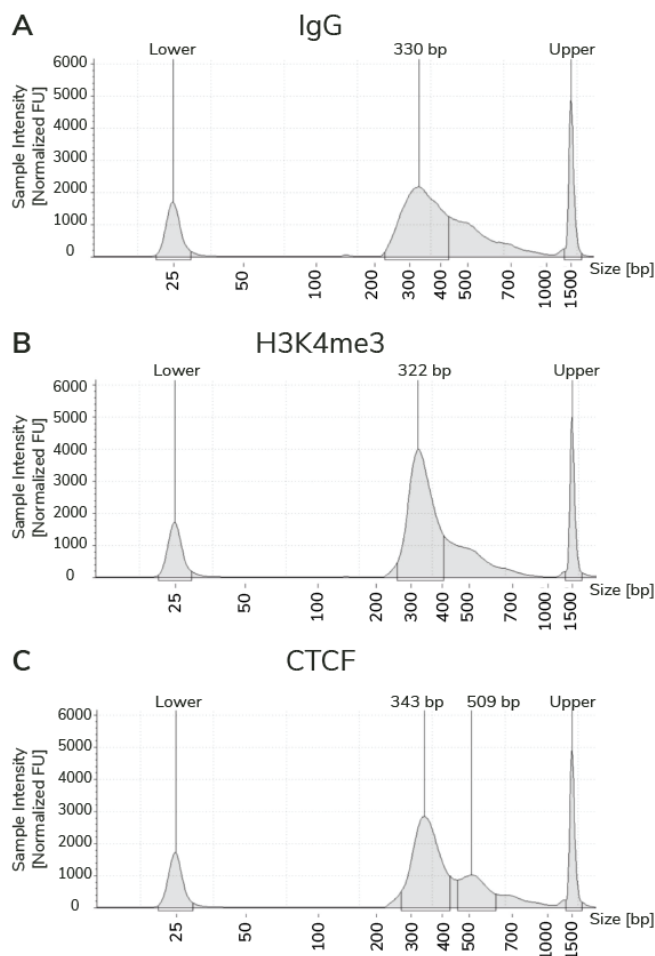 A
IgG
Lower 330 bp Upper
Sample Intensity
[Normalized FU]
6000
5000
4000
3000
2000
1000
0
25 50 100 200 300 400 500 700 1000 1500 Size [bp]
B
H3K4me3
Lower 322 bp Upper
Sample Intensity
[Normalized FU]
6000
5000
4000
3000
2000
1000
0
25 50 100 200 300 400 500 700 1000 1500 Size [bp]
C
CTCF
Lower 343 bp 509 bp Upper
Sample Intensity
[Normalized FU]
6000
5000
4000
3000
2000
1000
0
25 50 100 200 300 400 500 700 1000 1500 Size [bp]